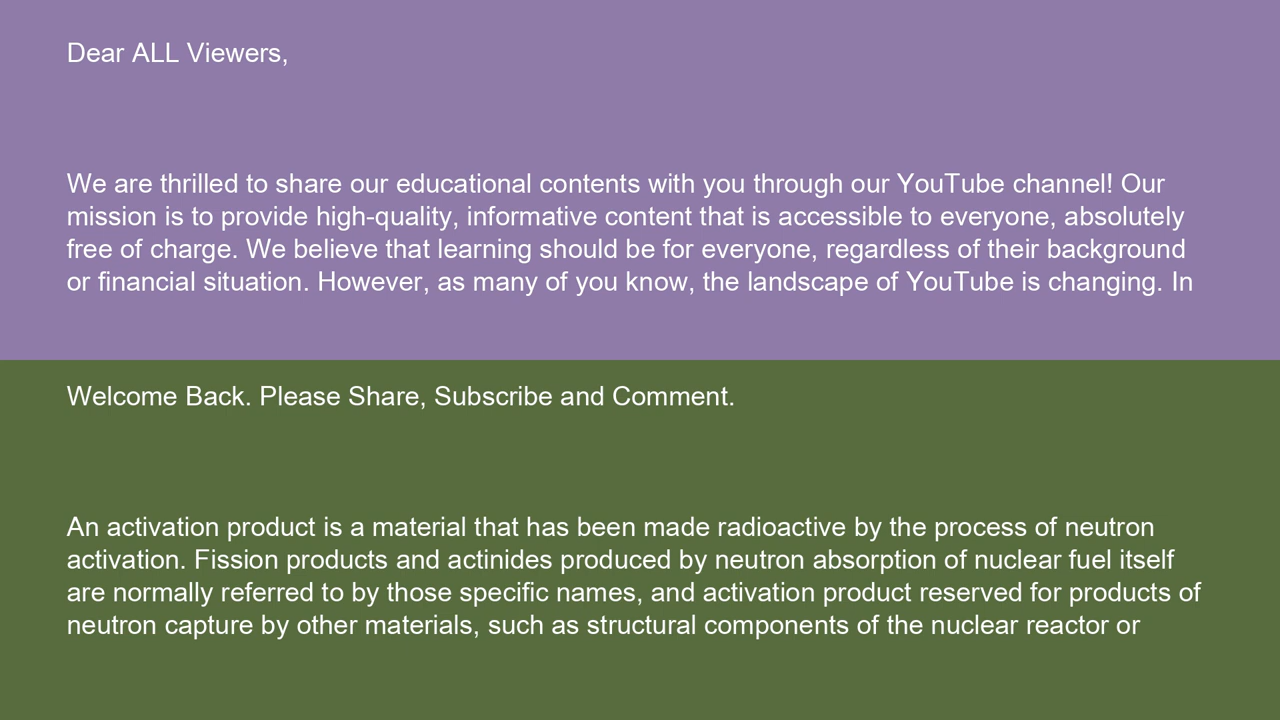 Dear ALL Viewers,
We are thrilled to share our educational contents with you through our YouTube channel! Our
mission is to provide high-quality, informative content that is accessible to everyone, absolutely
free of charge. We believe that learning should be for everyone, regardless of their background
or financial situation. However, as many of you know, the landscape of YouTube is changing. In
Welcome Back. Please Share, Subscribe and Comment.
An activation product is a material that has been made radioactive by the process of neutron
activation. Fission products and actinides produced by neutron absorption of nuclear fuel itself
are normally referred to by those specific names, and activation product reserved for products of
neutron capture by other materials, such as structural components of the nuclear reactor or